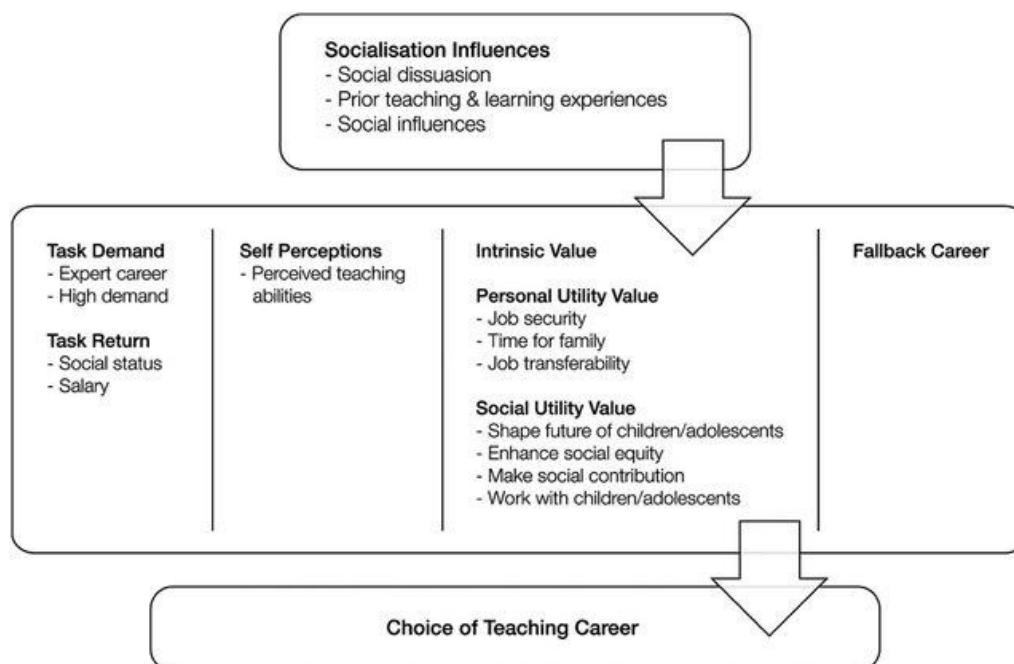 Socialisation Influences
- Social dissuasion
- Prior teaching & learning experiences
- Social influences
Task Demand
- Expert career
- High demand
Task Return
- Social status
- Salary
Self Perceptions
- Perceived teaching
abilities
Intrinsic Value
Personal Utility Value
- Job security
- Time for family
- Job transferability
Social Utility Value
- Shape future of children/adolescents
- Enhance social equity
- Make social contribution
- Work with children/adolescents
Fallback Career
Choice of Teaching Career